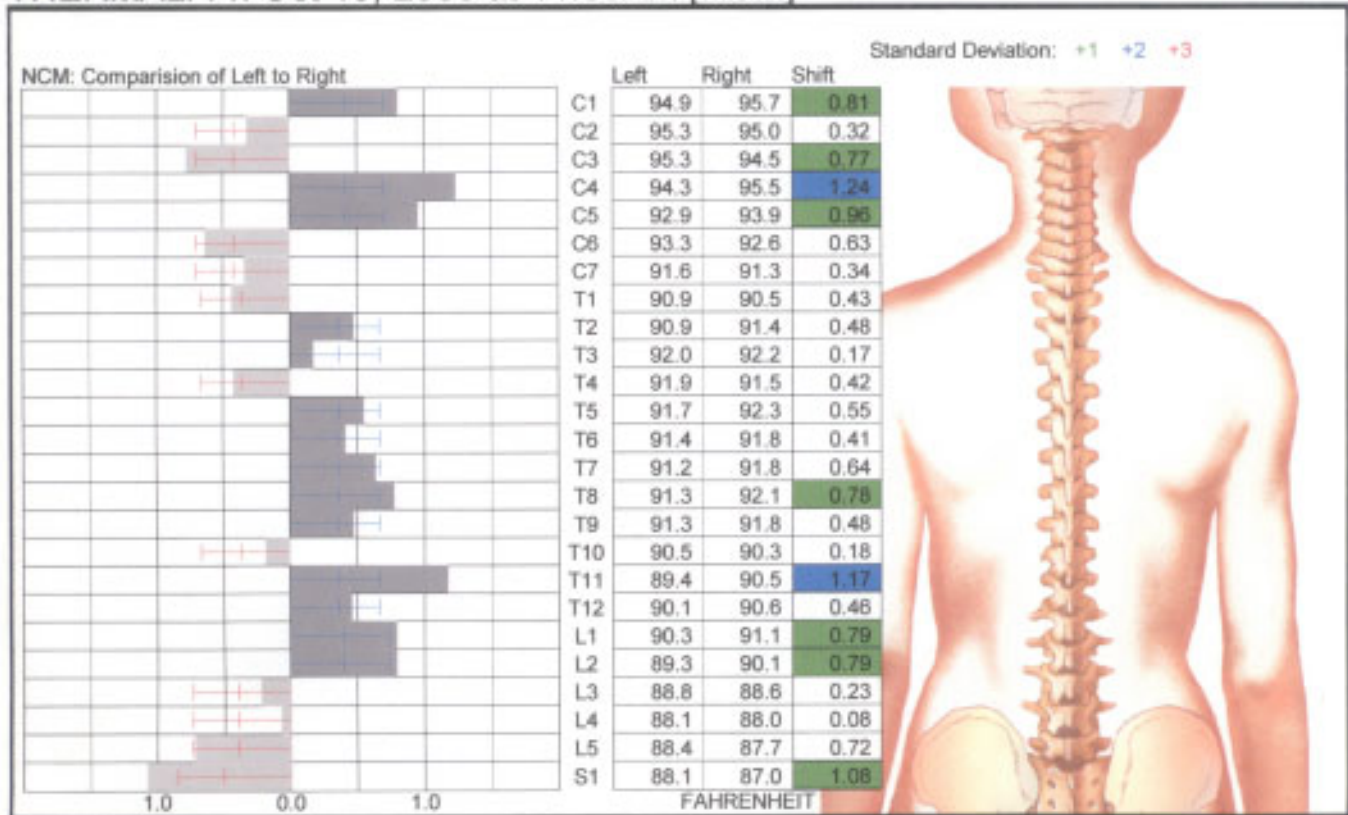 Standard Deviation: +1 +2 +3
NCM: Comparision of Left to Right
Left Right Shift
C1 94.9 95.7 0.81
C2 95.3 95.0 0.32
C3 95.3 94.5 0.77
C4 94.3 95.5 1.24
C5 92.9 93.9 0.96
C6 93.3 92.6 0.63
C7 91.6 91.3 0.34
T1 90.9 90.5 0.43
T2 90.9 91.4 0.48
T3 92.0 92.2 0.17
T4 91.9 91.5 0.42
T5 91.7 92.3 0.55
T6 91.4 91.8 0.41
T7 91.2 91.8 0.64
T8 91.3 92.1 0.78
T9 91.3 91.8 0.48
T10 90.5 90.3 0.18
T11 89.4 90.5 1.17
T12 90.1 90.6 0.46
L1 90.3 91.1 0.79
L2 89.3 90.1 0.79
L3 88.8 88.6 0.23
L4 88.1 88.0 0.08
L5 88.4 87.7 0.72
S1 88.1 87.0 1.08
1.0 0.0 1.0 FAHRENHEIT